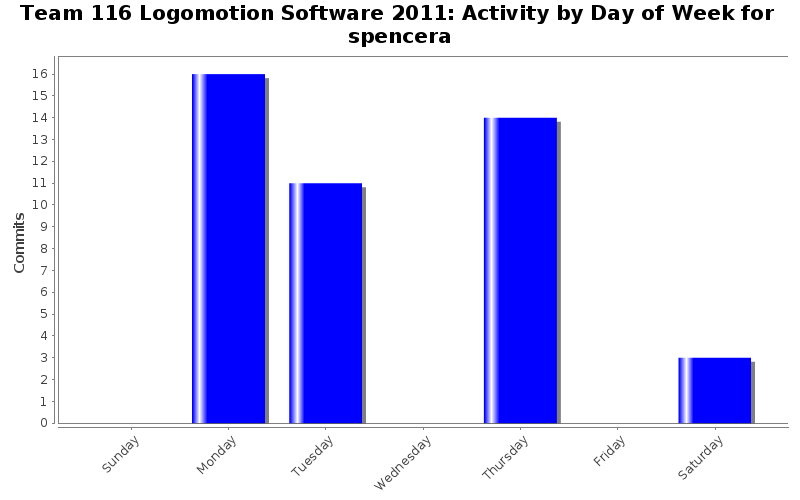 Team 116 Logomotion Software 2011: Activity by Day of Week for
spencera
16
15
14
13
12
11
10
9
8
7
6
5
4
3
2
1
0
Commits
Sunday
Monday
Tuesday
Wednesday
Thursday
Friday
Saturday